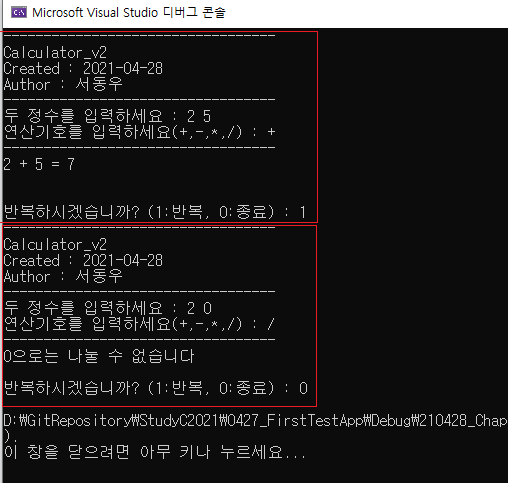 Microsoft Visual Studio 디버그 콘솔
----------------------------------
Calculator_v2
Created : 2021-04-28
Author : 서동우
----------------------------------
두 정수를 입력하세요 : 2 5
연산기호를 입력하세요(+,-,*,/) : +
----------------------------------
2 + 5 = 7
반복하시겠습니까? (1:반복, 0:종료) : 1
----------------------------------
Calculator_v2
Created : 2021-04-28
Author : 서동우
----------------------------------
두 정수를 입력하세요 : 2 0
연산기호를 입력하세요(+,-,*,/) : /
----------------------------------
0으로는 나눌 수 없습니다
반복하시겠습니까? (1:반복, 0:종료) : 0
D:₩GitRepository₩StudyC2021₩0427_FirstTestApp₩Debug₩210428_Chap
).
이 창을 닫으려면 아무 키나 누르세요...